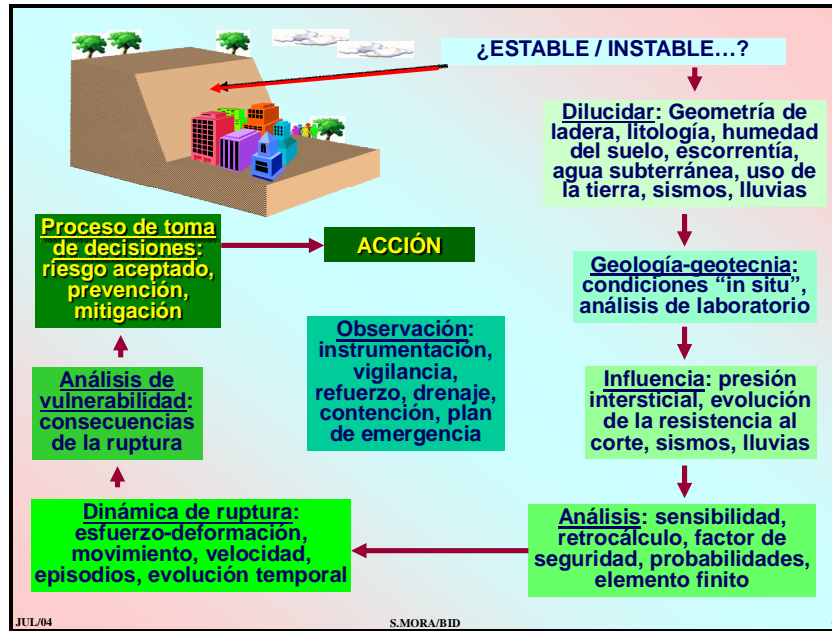 ¿ESTABLE / INSTABLE…?
Dilucidar: Geometría de
ladera, litología, humedad
del suelo, escorrentía,
agua subterránea, uso de
la tierra, sismos, lluvias
Geología-geotecnia:
condiciones “in situ”,
análisis de laboratorio
Influencia: presión
intersticial, evolución
de la resistencia al
corte, sismos, lluvias
Análisis: sensibilidad,
retrocálculo, factor de
seguridad, probabilidades,
elemento finito
Dinámica de ruptura:
esfuerzo-deformación,
movimiento, velocidad,
episodios, evolución temporal
Análisis de
vulnerabilidad:
consecuencias
de la ruptura
Proceso de toma
de decisiones:
riesgo aceptado,
prevención,
mitigación
ACCIÓN
Observación:
instrumentación,
vigilancia,
refuerzo, drenaje,
contención, plan
de emergencia
JUL/04
S.MORA/BID